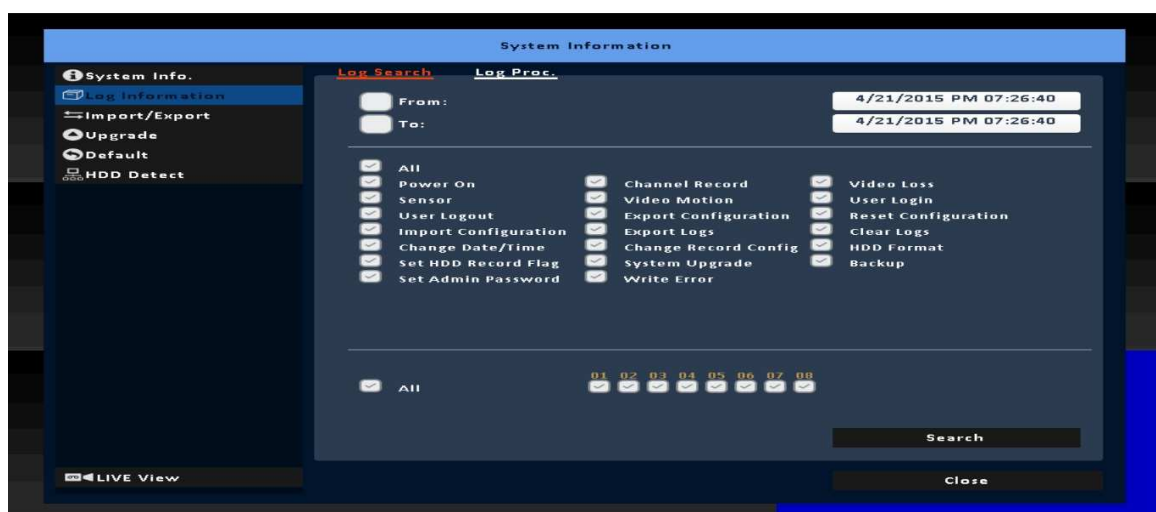 System Information
System Info.
Log Information
Import/Export
Upgrade
Default
HDD Detect
LIVE View
Log Search Log Proc.
From: 4/21/2015 PM 07:26:40
To: 4/21/2015 PM 07:26:40
All
Power On Channel Record Video Loss
Sensor Video Motion User Login
User Logout Export Configuration Reset Configuration
Import Configuration Export Logs Clear Logs
Change Date/Time Change Record Config HDD Format
Set HDD Record Flag System Upgrade Backup
Set Admin Password Write Error
01 02 03 04 05 06 07 08
All
Search
Close